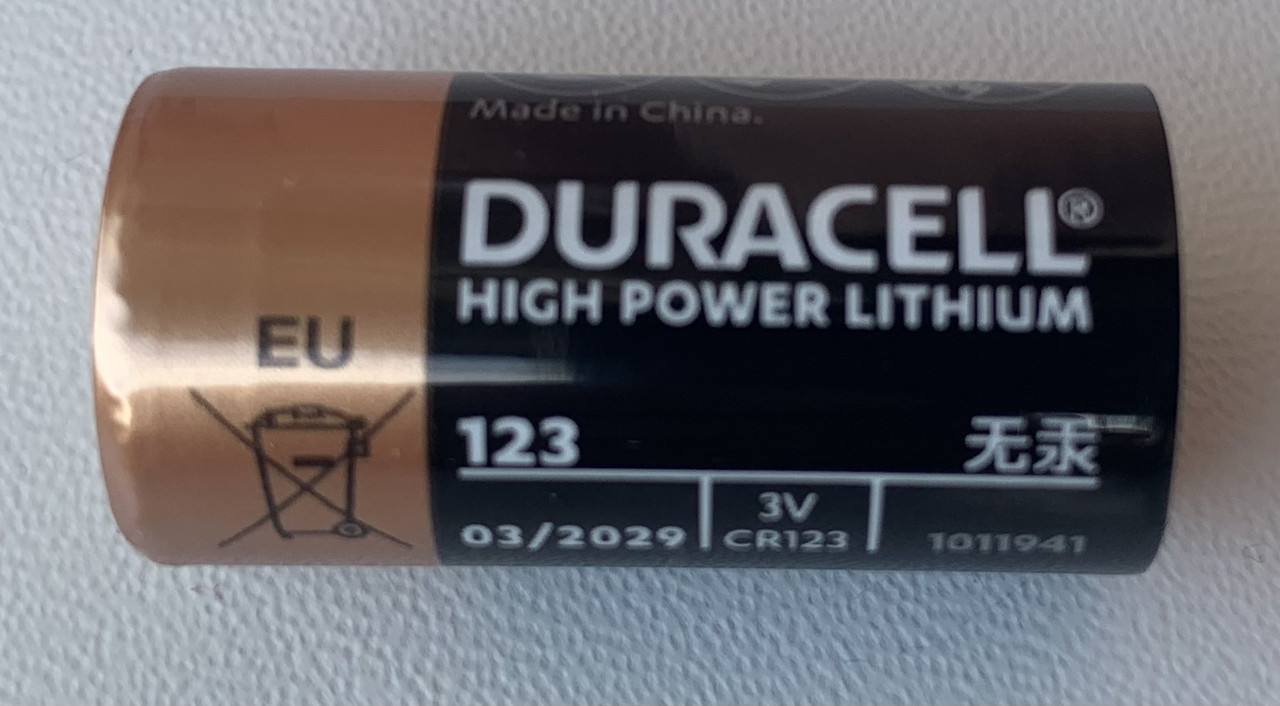 Made in China.
DURACELL®
HIGH POWER LITHIUM
EU
123 无汞
03/2029 3V
CR123 1011941